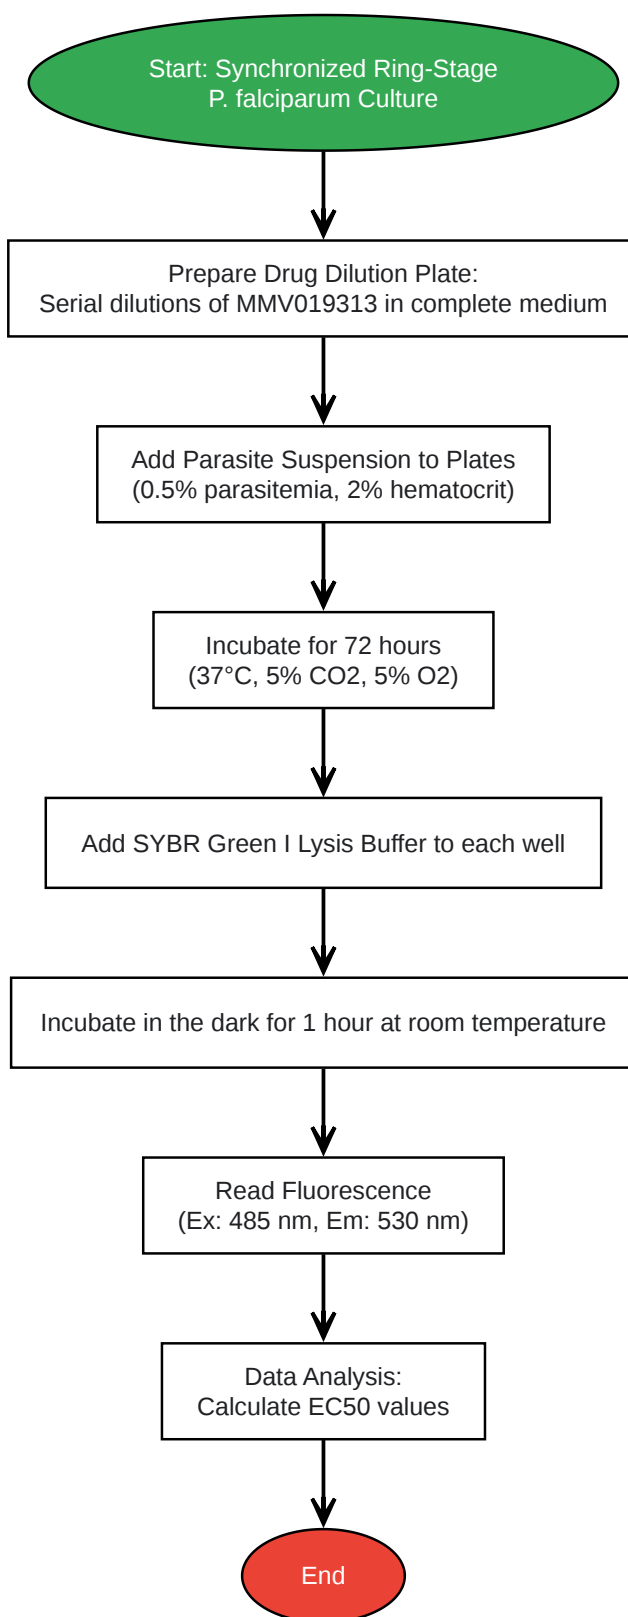 Start: Synchronized Ring-Stage
P. falciparum Culture
Prepare Drug Dilution Plate:
Serial dilutions of MMV019313 in complete medium
Add Parasite Suspension to Plates
(0.5% parasitemia, 2% hematocrit)
Incubate for 72 hours
(37°C, 5% CO2, 5% O2)
Add SYBR Green I Lysis Buffer to each well
Incubate in the dark for 1 hour at room temperature
Read Fluorescence
(Ex: 485 nm, Em: 530 nm)
Data Analysis:
Calculate EC50 values
End